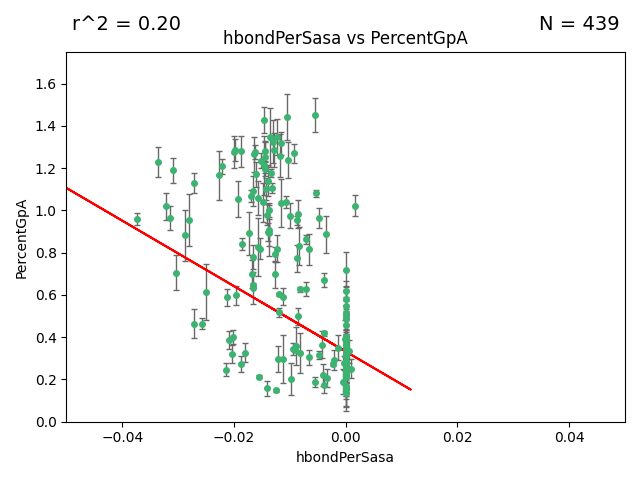 r^2 = 0.20
N = 439
hbondPerSasa vs PercentGpA
PercentGpA
1.6
1.4
1.2
1.0
0.8
0.6
0.4
0.2
0.0
−0.04
−0.02
0.00
0.02
0.04
hbondPerSasa